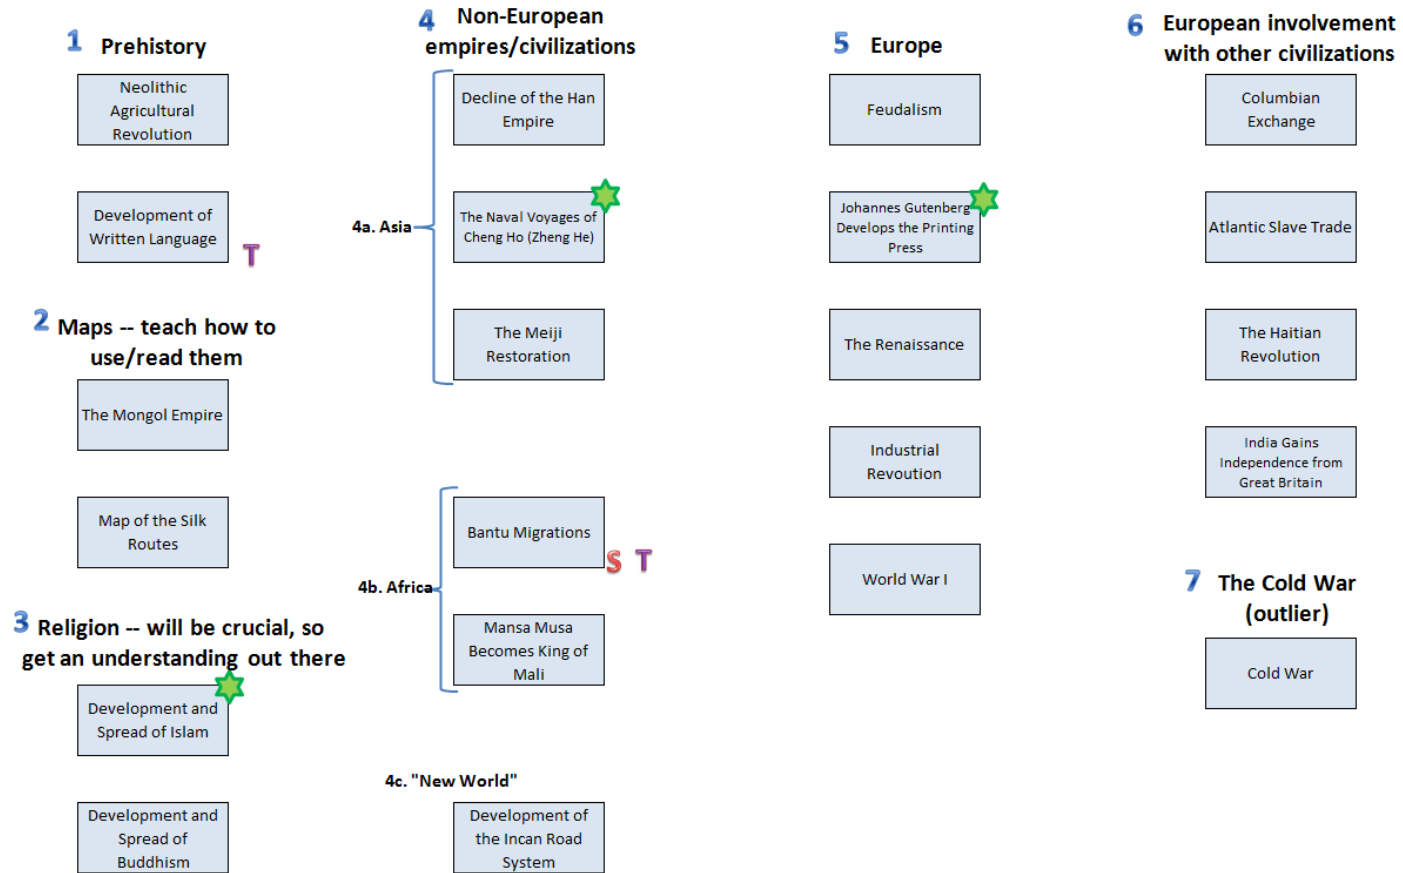 1 Prehistory
Neolithic
Agricultural
Revolution
Development of
Written Language
T
2 Maps -- teach how to
use/read them
The Mongol Empire
Map of the Silk
Routes
3 Religion -- will be crucial, so
get an understanding out there
Development and
Spread of Islam
Development and
Spread of
Buddhism
4 Non-European
empires/civilizations
4a. Asia
Decline of the Han
Empire
The Naval Voyages of
Cheng Ho (Zheng He)
The Meiji
Restoration
4b. Africa
Bantu Migrations
S T
Mansa Musa
Becomes King of
Mali
4c. "New World"
Development of
the Incan Road
System
5 Europe
Feudalism
Johannes Gutenberg
Develops the Printing
Press
The Renaissance
Industrial
Revoution
World War I
6 European involvement
with other civilizations
Columbian
Exchange
Atlantic Slave Trade
The Haitian
Revolution
India Gains
Independence from
Great Britain
7 The Cold War
(outlier)
Cold War